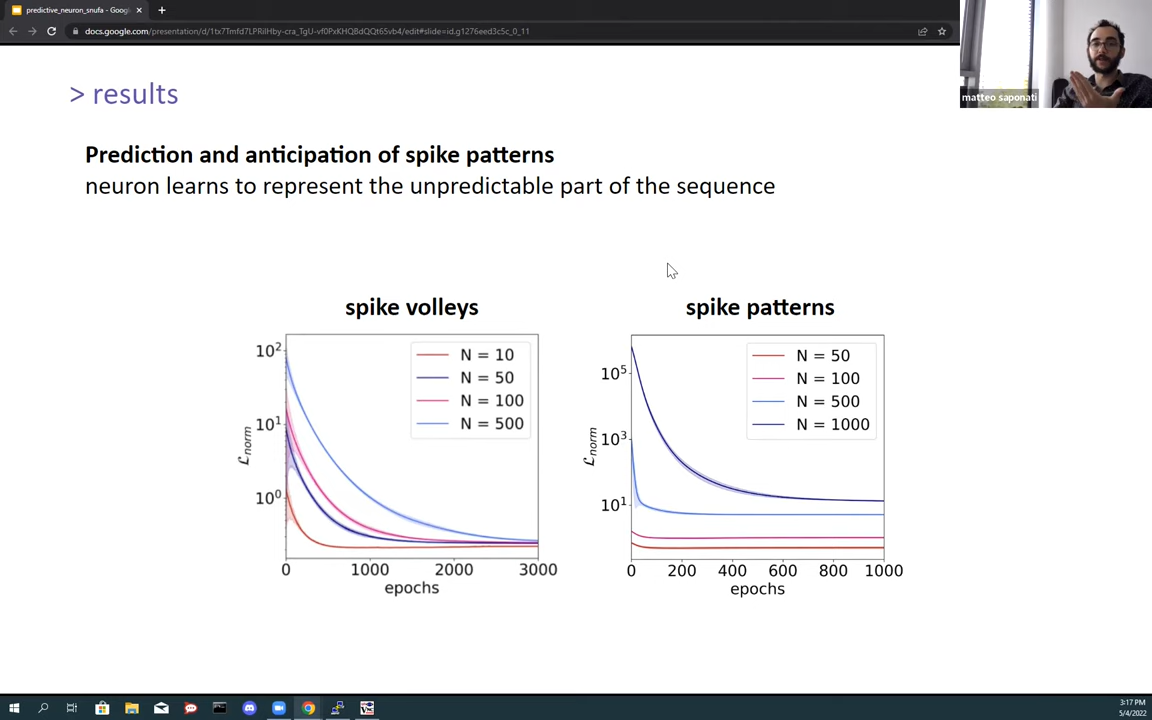 predictive_neuron_snufa - Goog
docs.google.com/presentation/d/1tx7Tmfd7LPRilHby-cra_TgU-vf0PxKHQBdQQt65vb4/edit#slide=id.g1276eed3c5c_0_11
matteo saponati
> results
Prediction and anticipation of spike patterns
neuron learns to represent the unpredictable part of the sequence
spike volleys
10²
10¹
10⁰
ℒnorm
N = 10
N = 50
N = 100
N = 500
0 1000 2000 3000
epochs
spike patterns
10⁵
10³
10¹
ℒnorm
N = 50
N = 100
N = 500
N = 1000
0 200 400 600 800 1000
epochs
3:17 PM
5/4/2022